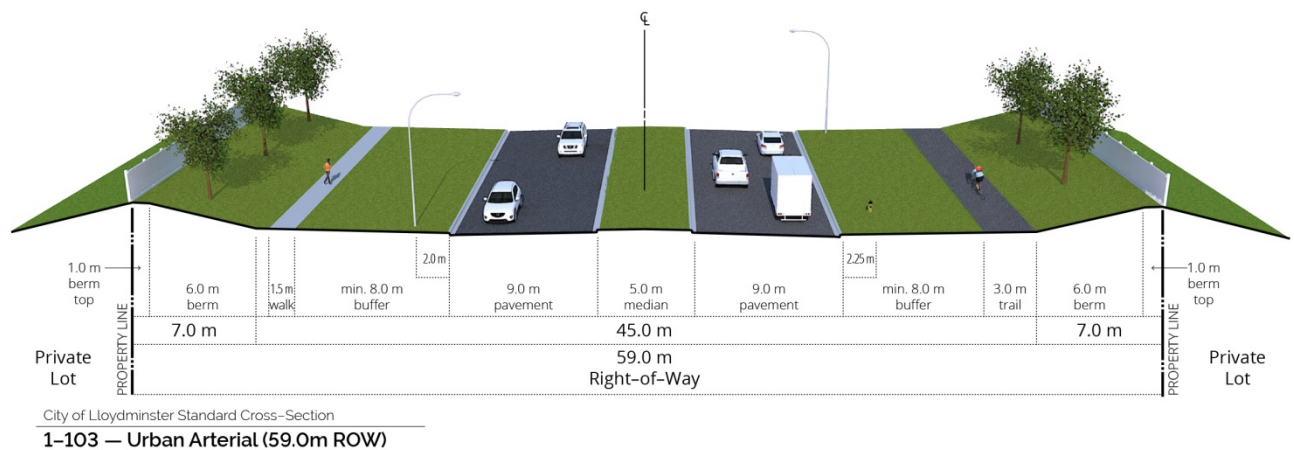 ℄
2.0 m
2.25 m
1.0 m
berm
top
6.0 m
berm
1.5 m
walk
min. 8.0 m
buffer
9.0 m
pavement
5.0 m
median
9.0 m
pavement
min. 8.0 m
buffer
3.0 m
trail
6.0 m
berm
1.0 m
berm
top
7.0 m
45.0 m
7.0 m
59.0 m
Right-of-Way
Private
Lot
PROPERTY LINE
PROPERTY LINE
Private
Lot
City of Lloydminster Standard Cross-Section
1-103 — Urban Arterial (59.0m ROW)